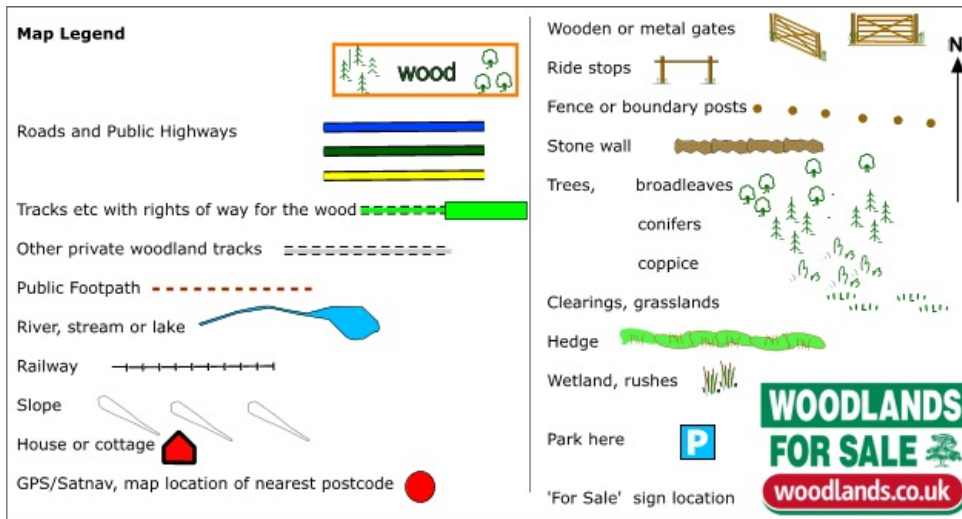 Map Legend
wood
Roads and Public Highways
Tracks etc with rights of way for the wood
Other private woodland tracks
Public Footpath
River, stream or lake
Railway
Slope
House or cottage
GPS/Satnav, map location of nearest postcode
Wooden or metal gates
N
Ride stops
Fence or boundary posts
Stone wall
Trees, broadleaves
conifers
coppice
Clearings, grasslands
Hedge
Wetland, rushes
Park here P
'For Sale' sign location
WOODLANDS
FOR SALE
woodlands.co.uk